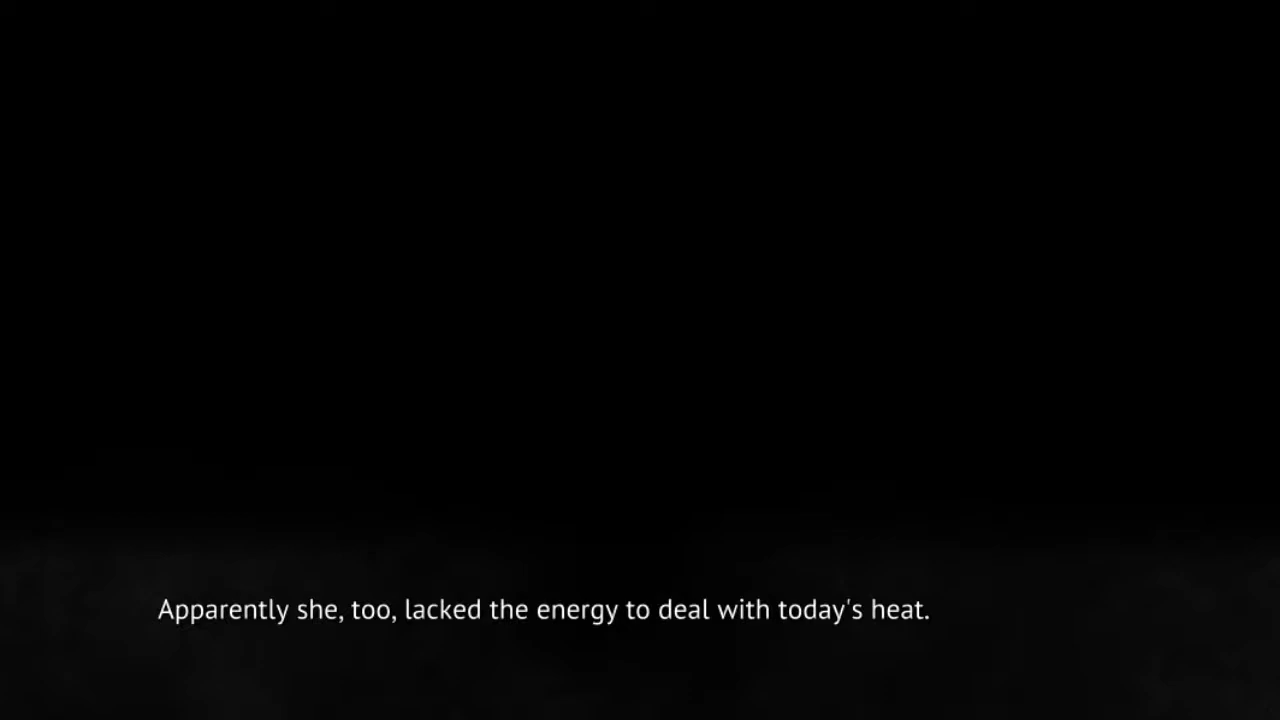 Apparently she, too, lacked the energy to deal with today's heat.